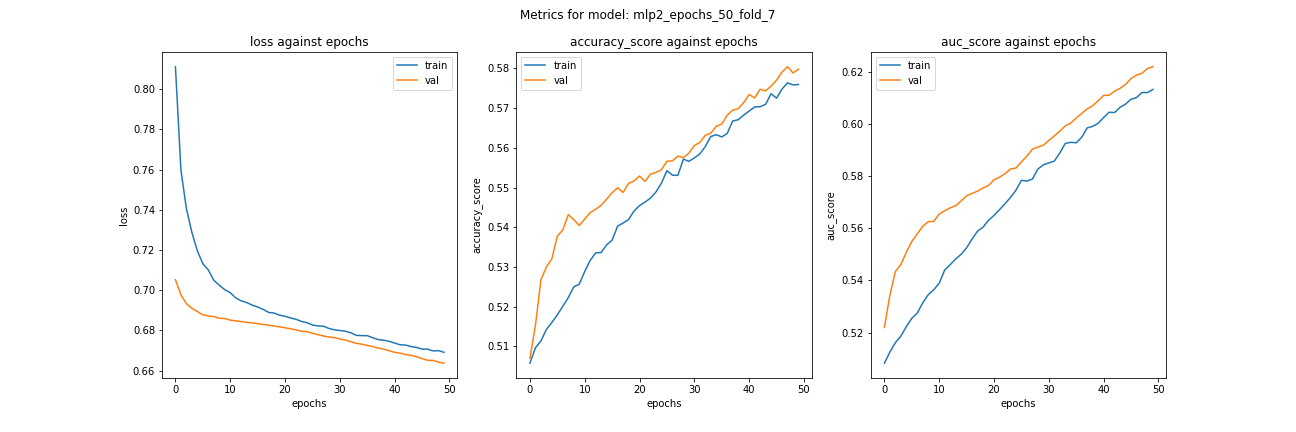 Metrics for model: mlp2_epochs_50_fold_7
loss against epochs
train
val
0.80
0.78
0.76
0.74
0.72
0.70
0.68
0.66
loss
0 10 20 30 40 50
epochs
accuracy_score against epochs
train
val
0.58
0.57
0.56
0.55
0.54
0.53
0.52
0.51
accuracy_score
0 10 20 30 40 50
epochs
auc_score against epochs
train
val
0.62
0.60
0.58
0.56
0.54
0.52
auc_score
0 10 20 30 40 50
epochs